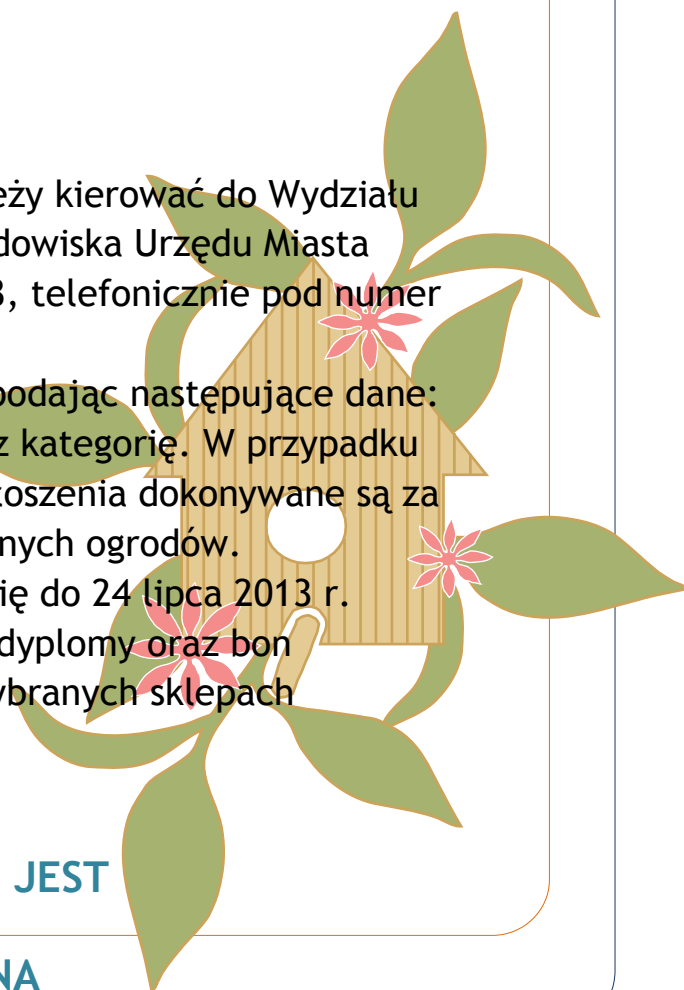 eży kierować do Wydziału
dowiska Urzędu Miasta
3, telefonicznie pod numer
podając następujące dane:
z kategorię. W przypadku
oszenia dokonywane są za
nych ogrodów.
ię do 24 lipca 2013 r.
dyplomy oraz bon
ybranych sklepach
JEST
NA